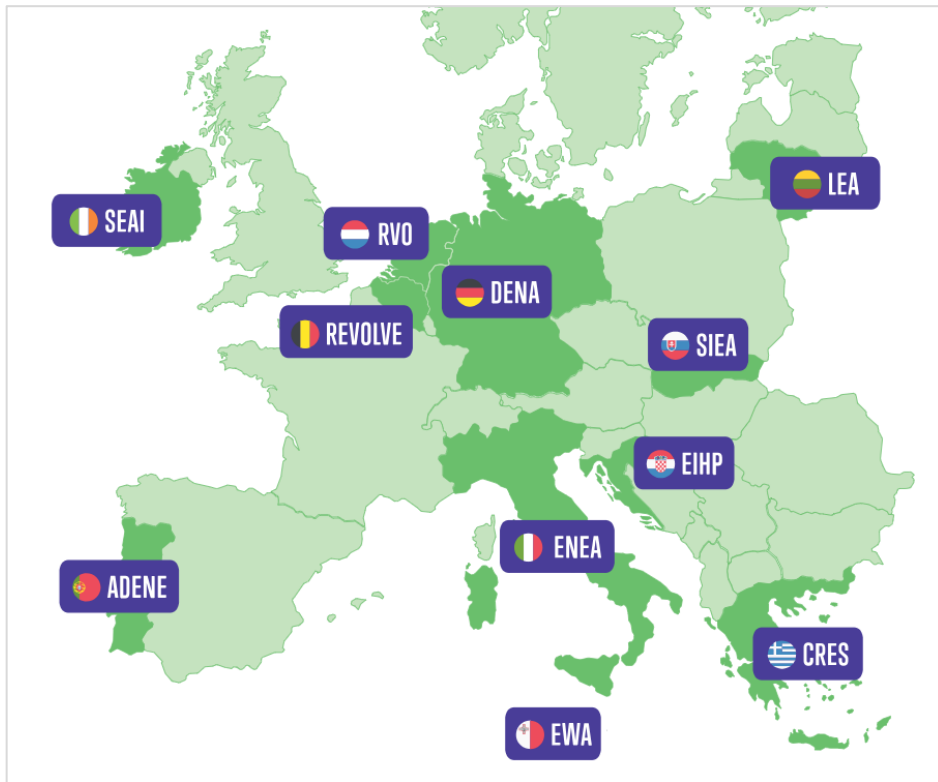 LEA
SEAI
RVO
DENA
REVOLVE
SIEA
EIHP
ENEA
ADENE
CRES
EWA